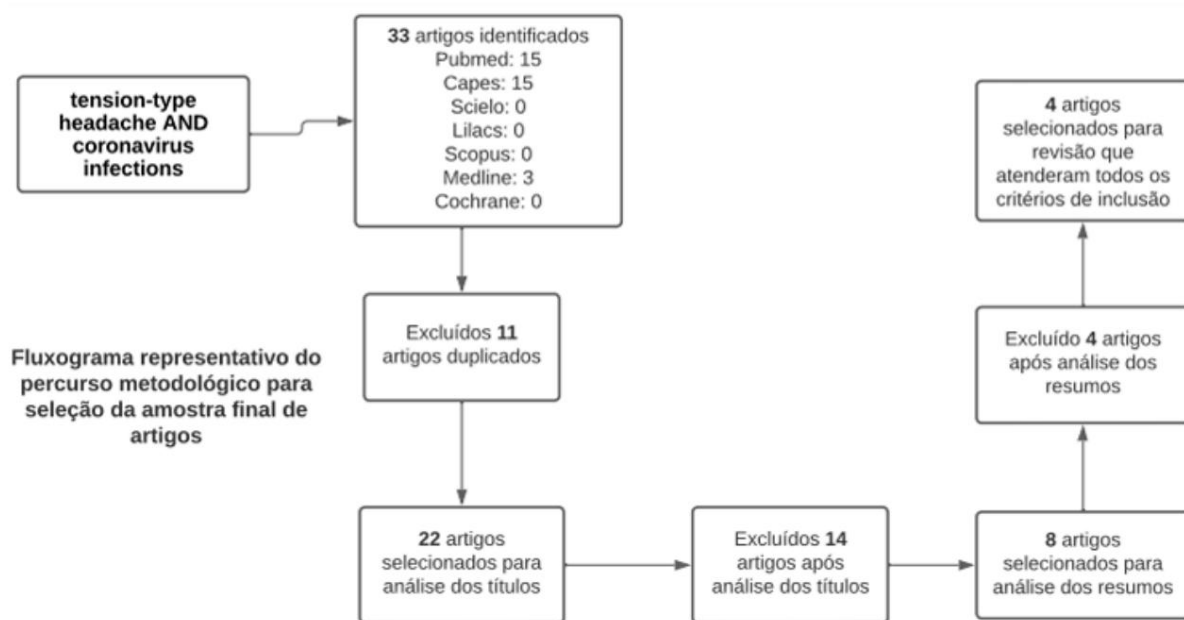 tension-type
headache AND
coronavirus
infections
33 artigos identificados
Pubmed: 15
Capes: 15
Scielo: 0
Lilacs: 0
Scopus: 0
Medline: 3
Cochrane: 0
Excluídos 11
artigos duplicados
Fluxograma representativo do
percurso metodológico para
seleção da amostra final de
artigos
22 artigos
selecionados para
análise dos títulos
Excluídos 14
artigos após
análise dos títulos
8 artigos
selecionados para
análise dos resumos
Excluído 4 artigos
após análise dos
resumos
4 artigos
selecionados para
revisão que
atenderam todos os
critérios de inclusão